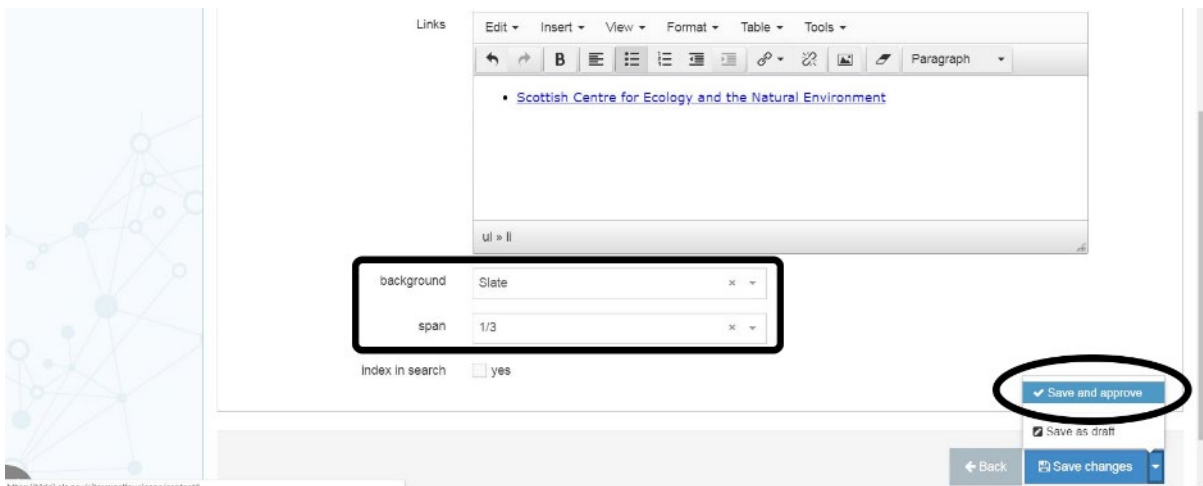 Links
Edit Insert View Format Table Tools
B Paragraph
Scottish Centre for Ecology and the Natural Environment
ul » li
background Slate
span 1/3
index in search yes
Save and approve
Save as draft
Back Save changes